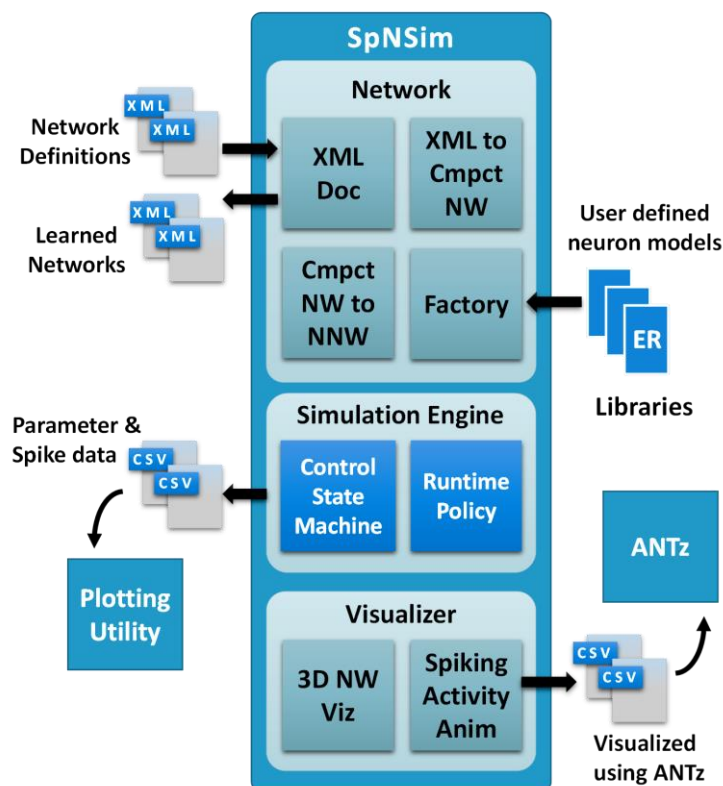 SpNSim
Network
XML
XML
Network
Definitions
XML
Doc
XML to
Cmpct
NW
XML
XML
Learned
Networks
User defined
neuron models
Cmpct
NW to
NNW
Factory
ER
Libraries
Simulation Engine
Parameter &
Spike data
CSV
CSV
Control
State
Machine
Runtime
Policy
ANTz
Plotting
Utility
Visualizer
3D NW
Viz
Spiking
Activity
Anim
CSV
CSV
Visualized
using ANTz